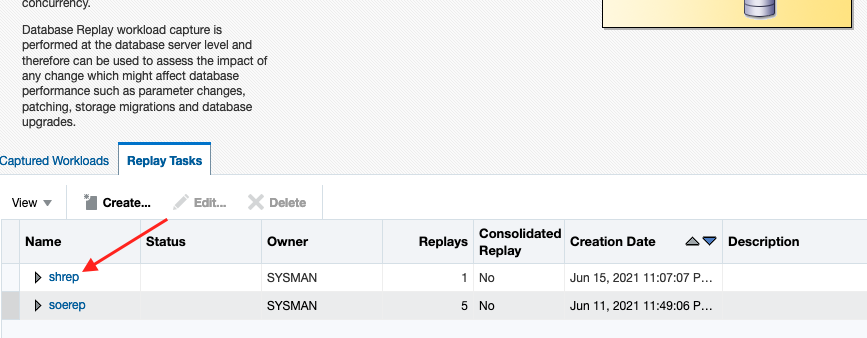 concurrency.
Database Replay workload capture is
performed at the database server level and
therefore can be used to assess the impact of
any change which might affect database
performance such as parameter changes,
patching, storage migrations and database
upgrades.
Captured Workloads Replay Tasks
View Create... Edit... Delete
Name Status Owner Replays Consolidated Replay Creation Date Description
shrep SYSMAN 1 No Jun 15, 2021 11:07:07 P...
soerep SYSMAN 5 No Jun 11, 2021 11:49:06 P...